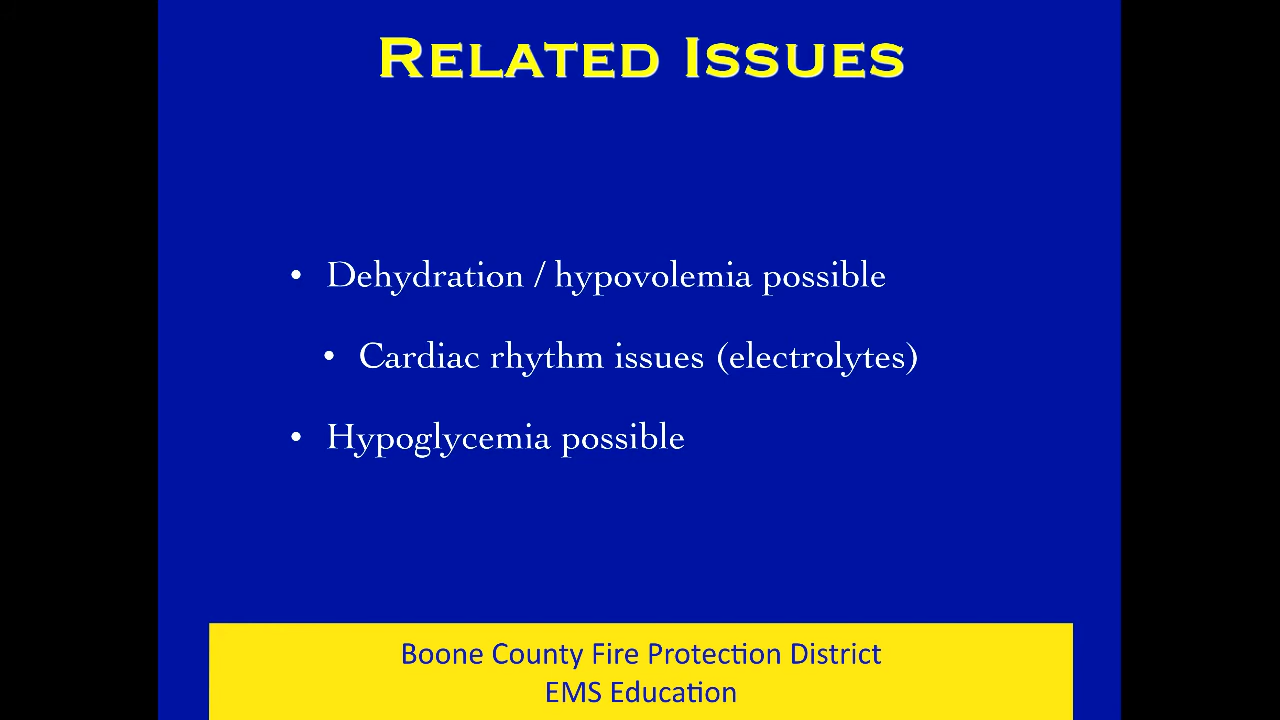 RELATED ISSUES
• Dehydration / hypovolemia possible
• Cardiac rhythm issues (electrolytes)
• Hypoglycemia possible
Boone County Fire Protection District
EMS Education